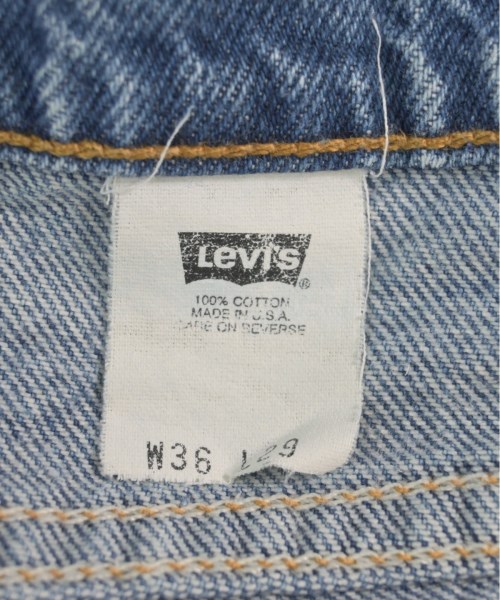 Levi's®
100% COTTON
MADE IN U.S.A.
CARE ON REVERSE
W36 L29